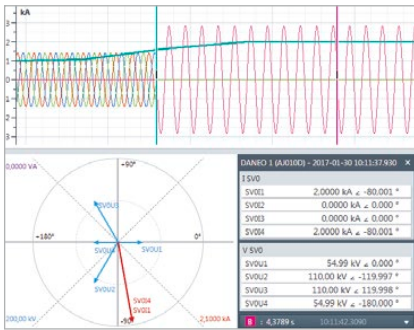 kA
3
2
1
0
1
2
3
0,0000 VA
~90°
SV0U3
~180°
0°
SV0U4
SV0U1
SV0U2
SV0I4
SV0I1
200,00 kV
~90°
2,1000 kA
DANEO 1 (AJ010D) - 2017-01-30 10:11:37.930 ×
I SV0
SV0I1 2.0000 kA ∠ -80,001 °
SV0I2 0.0000 kA ∠ 0,000 °
SV0I3 0.0000 kA ∠ 0,000 °
SV0I4 2.0000 kA ∠ -80,001 °
V SV0
SV0U1 54.99 kV ∠ 0,000 °
SV0U2 110.00 kV ∠ -119,997 °
SV0U3 110.00 kV ∠ 119,998 °
SV0U4 54.99 kV ∠ -180,000 °
B : 4,3789 s 10:11:42.3090